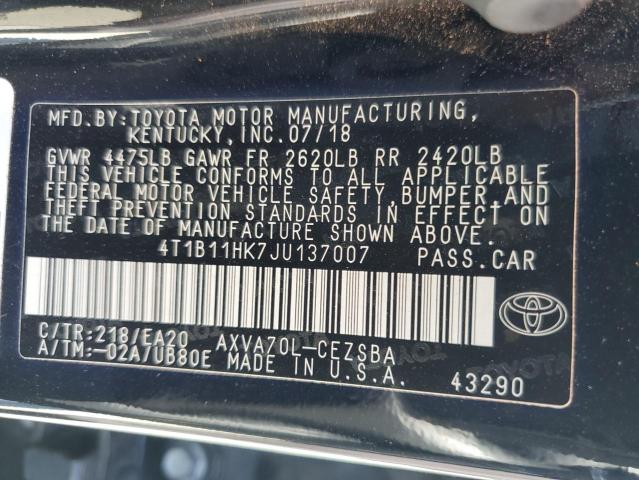 MFD.BY:TOYOTA MOTOR MANUFACTURING,
KENTUCKY,INC.07/18
GVWR 4475LB GAWR FR 2620LB RR 2420LB
THIS VEHICLE CONFORMS TO ALL APPLICABLE
FEDERAL MOTOR VEHICLE SAFETY,BUMPER,AND
THEFT PREVENTION STANDARDS IN EFFECT ON
THE DATE OF MANUFACTURE SHOWN ABOVE.
4T1B11HK7JU137007 PASS.CAR
C/TR:218/EA20 AXVA70L-CEZSBA
A/TM:-02A/UB80E MADE IN U.S.A.
43290